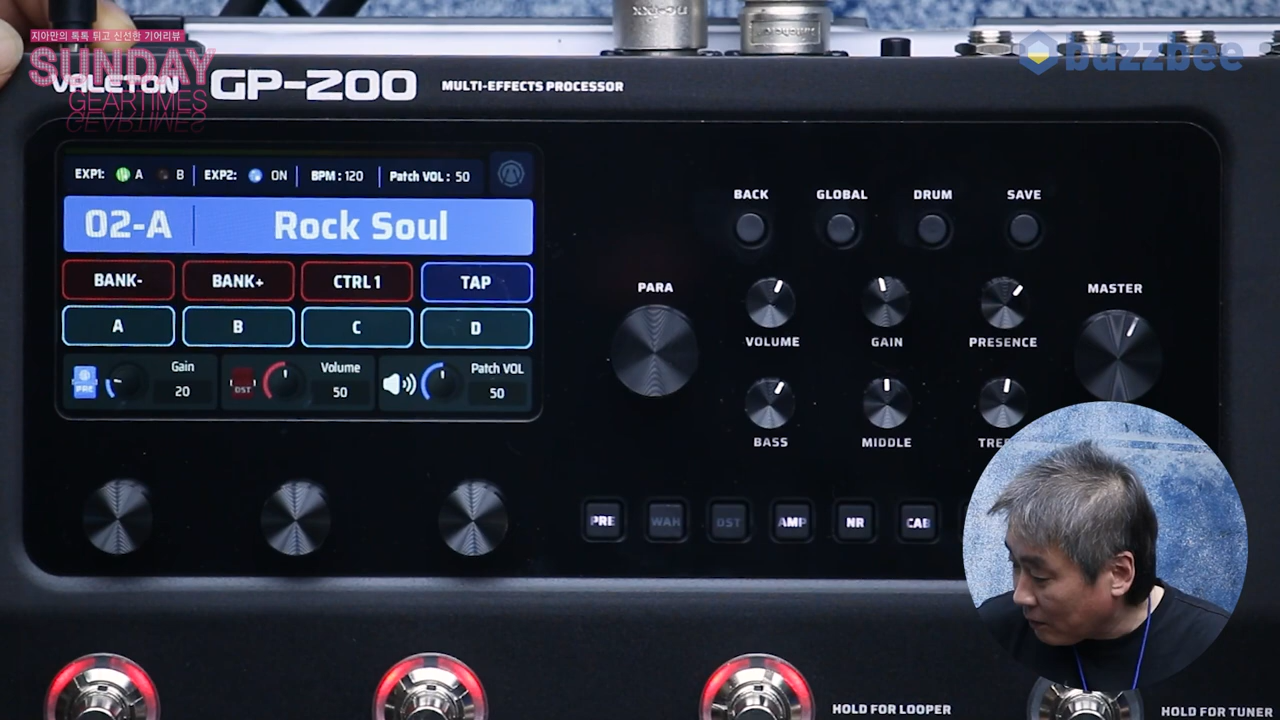 지아만의 톡톡 튀고 신선한 기어리뷰
SUNDAY
GEARTIMES
buzzbee
VALETON GP-200 MULTI-EFFECTS PROCESSOR
EXP1: A B EXP2: ON BPM : 120 Patch VOL : 50
02-A Rock Soul
BANK- BANK+ CTRL 1 TAP
A B C D
PRE Gain 20
DST Volume 50
Patch VOL 50
BACK GLOBAL DRUM SAVE
PARA
MASTER
VOLUME GAIN PRESENCE
BASS MIDDLE
PRE WAH DST AMP NR CAB
HOLD FOR LOOPER
HOLD FOR TUNER